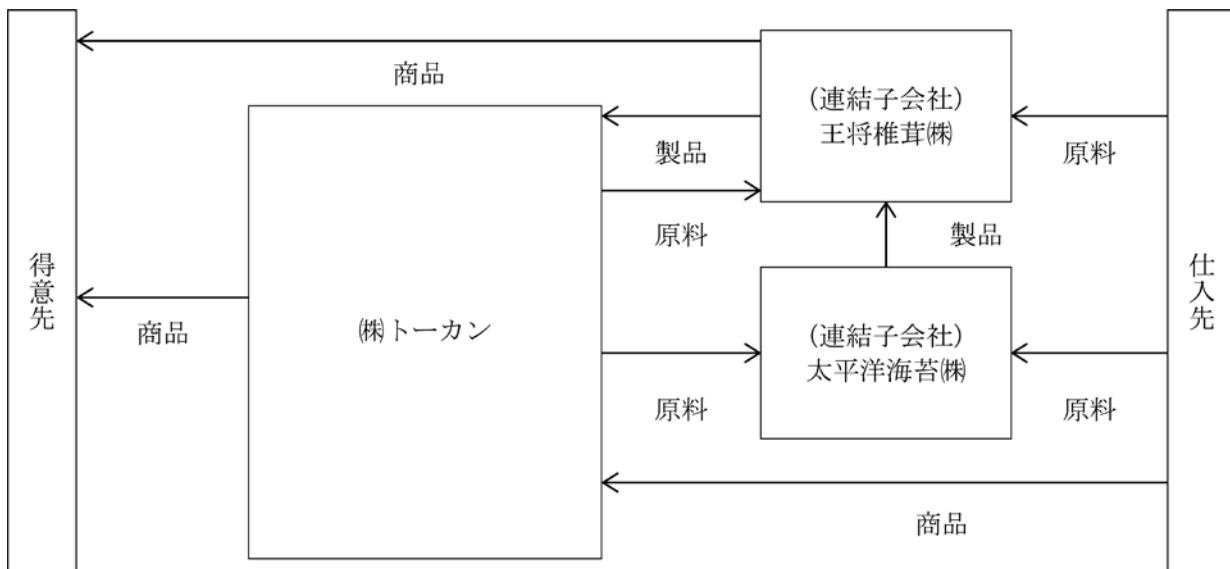 商品
(連結子会社)
王将椎茸㈱
製品
原料
原料
製品
得意先
商品
㈱トーカン
(連結子会社)
太平洋海苔㈱
仕入先
原料
原料
商品